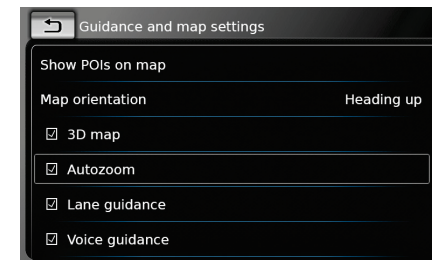 Guidance and map settings
Show POIs on map
Map orientation Heading up
3D map
Autozoom
Lane guidance
Voice guidance